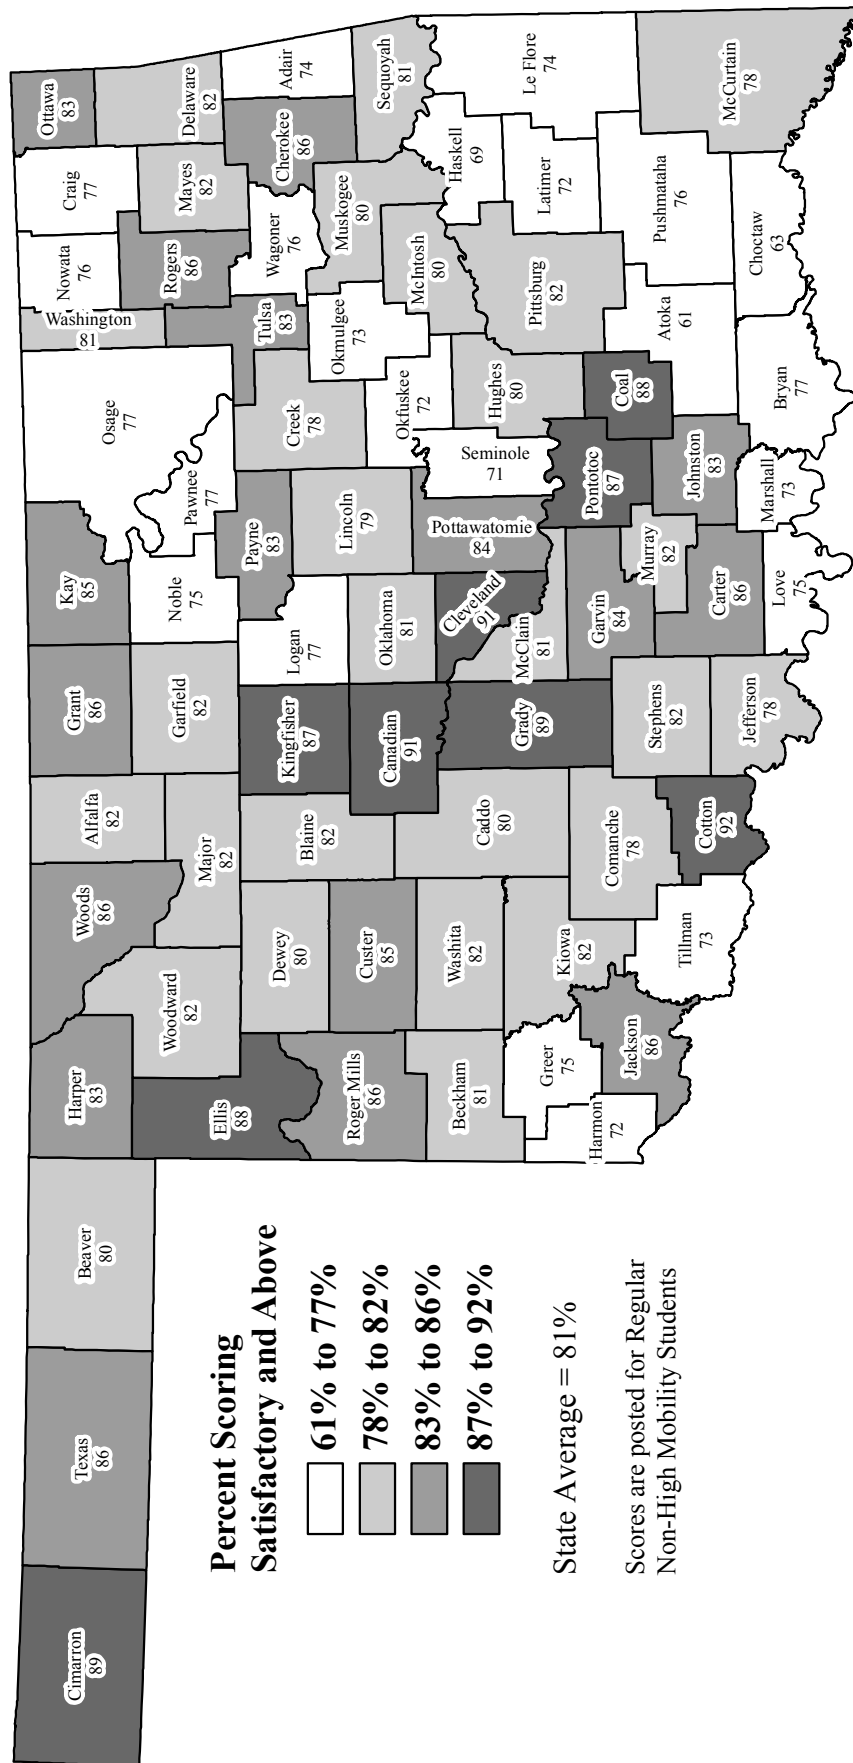 Cimarron
89
Texas
86
Beaver
80
Harper
83
Woods
86
Alfalfa
82
Grant
86
Kay
85
Osage
77
Washington
81
Nowata
76
Craig
77
Ottawa
83
Ellis
88
Woodward
82
Major
82
Garfield
82
Noble
75
Pawnee
77
Rogers
86
Mayes
82
Delaware
82
Roger Mills
86
Dewey
80
Blaine
82
Kingfisher
87
Logan
77
Payne
83
Creek
78
Tulsa
83
Wagoner
76
Cherokee
86
Adair
74
Custer
85
Canadian
91
Oklahoma
81
Lincoln
79
Okfuskee
72
Okmulgee
73
Muskogee
80
Sequoyah
81
Beckham
81
Washita
82
Caddo
80
Grady
89
McClain
81
Cleveland
91
Pottawatomie
84
Seminole
71
Hughes
80
McIntosh
80
Haskell
69
Le Flore
74
Harmon
72
Greer
75
Kiowa
82
Jackson
86
Comanche
78
Tillman
73
Cotton
92
Stephens
82
Jefferson
78
Garvin
84
Murray
82
Carter
86
Love
75
Pontotoc
87
Johnston
83
Marshall
73
Coal
88
Pittsburg
82
Latimer
72
Atoka
61
Bryan
77
Pushmataha
76
Choctaw
63
McCurtain
78
Percent Scoring
Satisfactory and Above
61% to 77%
78% to 82%
83% to 86%
87% to 92%
State Average = 81%
Scores are posted for Regular
Non-High Mobility Students